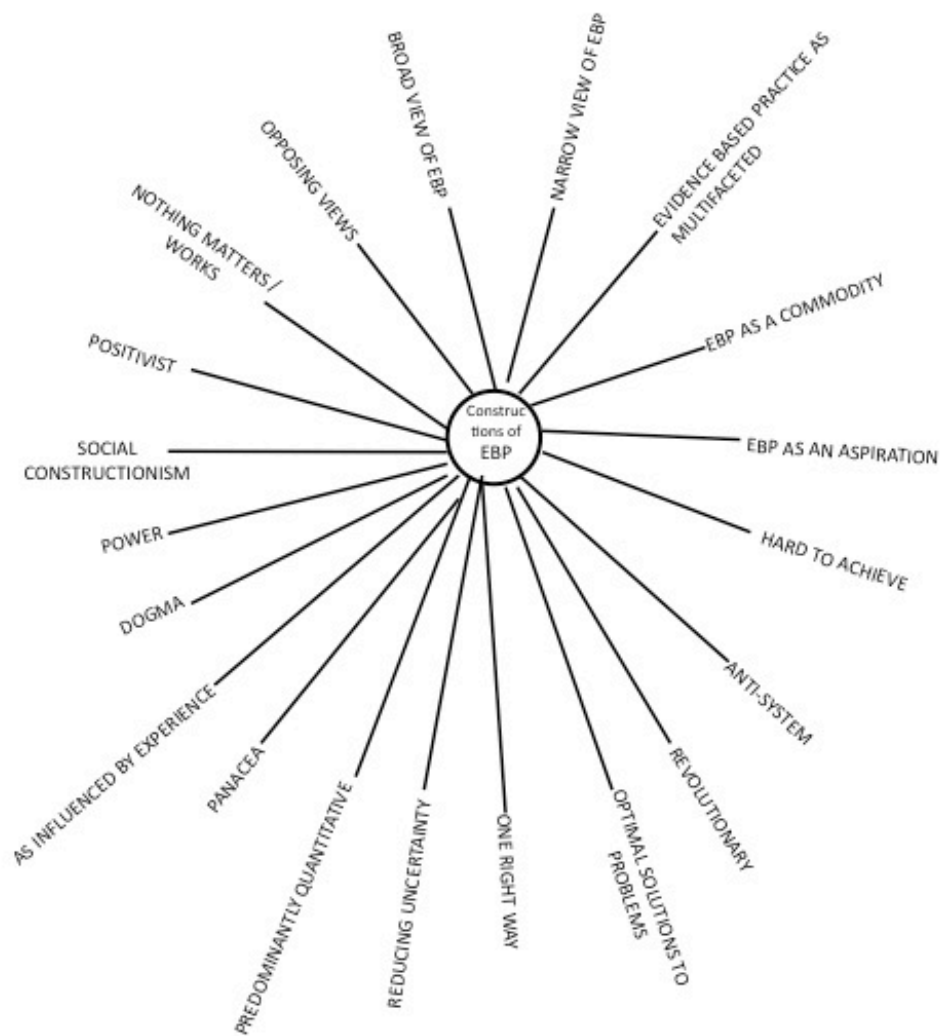 BROAD VIEW OF EBP
NARROW VIEW OF EBP
EVIDENCE BASED PRACTICE AS
MULTIFACETED
EBP AS A COMMODITY
EBP AS AN ASPIRATION
HARD TO ACHIEVE
ANTI-SYSTEM
REVOLUTIONARY
OPTIMAL SOLUTIONS TO
PROBLEMS
ONE RIGHT WAY
REDUCING UNCERTAINTY
PREDOMINANTLY QUANTITATIVE
PANACEA
AS INFLUENCED BY EXPERIENCE
DOGMA
POWER
SOCIAL
CONSTRUCTIONISM
POSITIVIST
NOTHING MATTERS /
WORKS
OPPOSING VIEWS
Construc
tions of
EBP